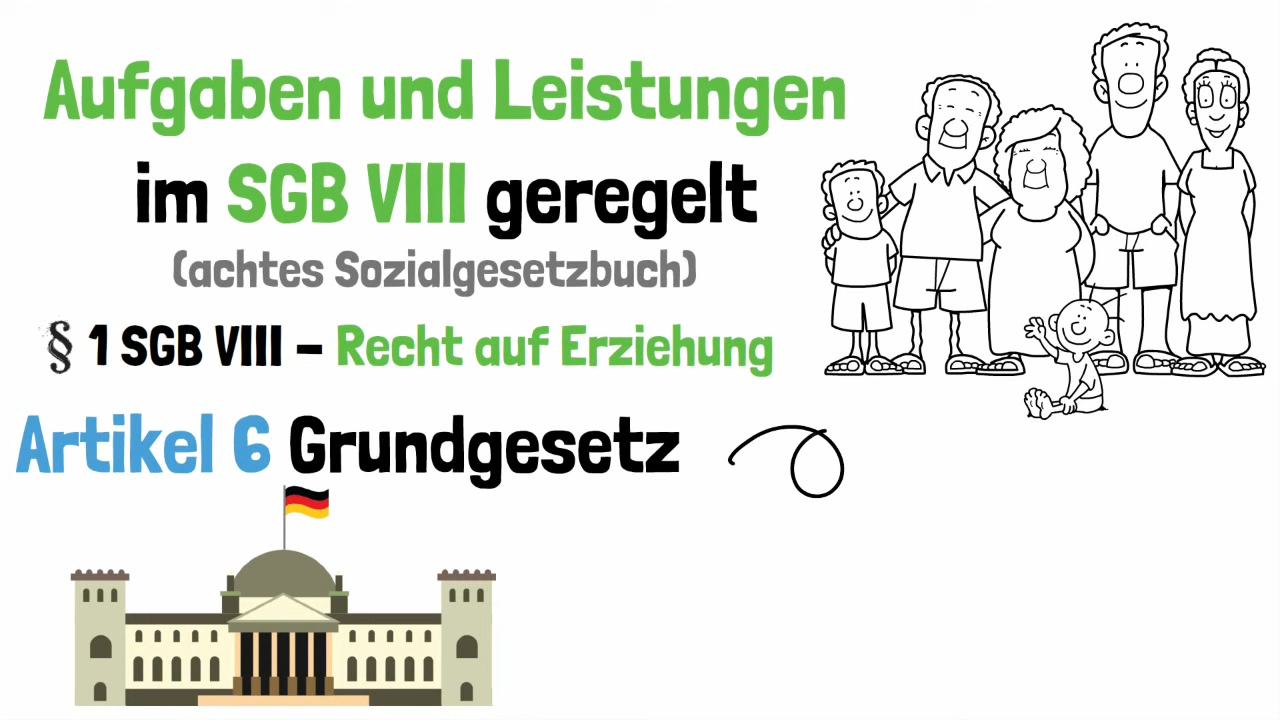 Aufgaben und Leistungen
im SGB VIII geregelt
(achtes Sozialgesetzbuch)
§ 1 SGB VIII – Recht auf Erziehung
Artikel 6 Grundgesetz